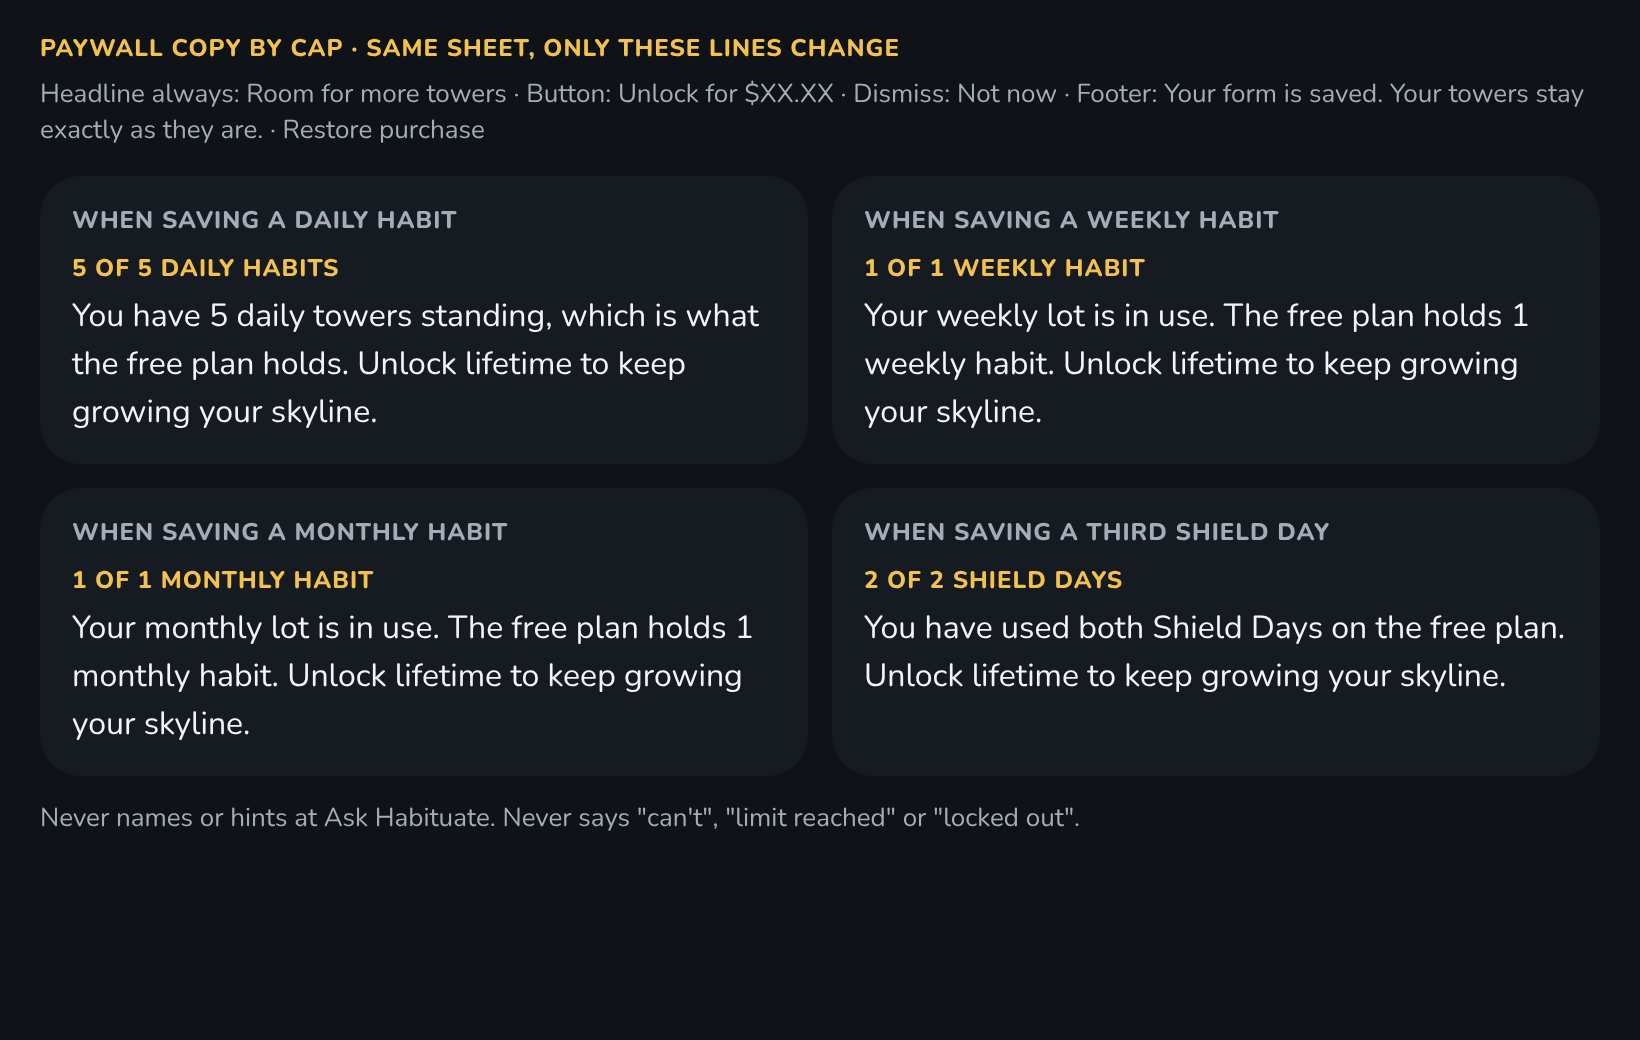 PAYWALL COPY BY CAP · SAME SHEET, ONLY THESE LINES CHANGE
Headline always: Room for more towers · Button: Unlock for $XX.XX · Dismiss: Not now · Footer: Your form is saved. Your towers stay
exactly as they are. · Restore purchase
WHEN SAVING A DAILY HABIT
5 OF 5 DAILY HABITS
You have 5 daily towers standing, which is what
the free plan holds. Unlock lifetime to keep
growing your skyline.
WHEN SAVING A WEEKLY HABIT
1 OF 1 WEEKLY HABIT
Your weekly lot is in use. The free plan holds 1
weekly habit. Unlock lifetime to keep growing
your skyline.
WHEN SAVING A MONTHLY HABIT
1 OF 1 MONTHLY HABIT
Your monthly lot is in use. The free plan holds 1
monthly habit. Unlock lifetime to keep growing
your skyline.
WHEN SAVING A THIRD SHIELD DAY
2 OF 2 SHIELD DAYS
You have used both Shield Days on the free plan.
Unlock lifetime to keep growing your skyline.
Never names or hints at Ask Habituate. Never says "can't", "limit reached" or "locked out".